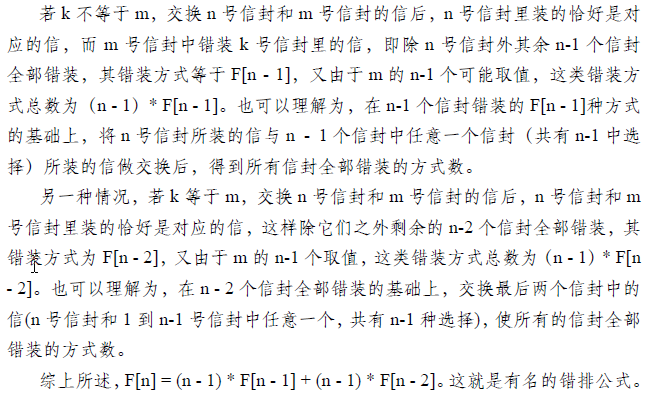 若 k 不等于 m，交换 n 号信封和 m 号信封的信后，n 号信封里装的恰好是对
应的信，而 m 号信封中错装 k 号信封里的信，即除 n 号信封外其余 n-1 个信封
全部错装，其错装方式等于 F[n - 1]，又由于 m 的 n-1 个可能取值，这类错装方
式总数为（n - 1）* F[n - 1]。也可以理解为，在 n-1 个信封错装的 F[n - 1]种方式
的基础上，将 n 号信封所装的信与 n - 1 个信封中任意一个信封（共有 n-1 中选
择）所装的信做交换后，得到所有信封全部错装的方式数。
另一种情况，若 k 等于 m，交换 n 号信封和 m 号信封的信后，n 号信封和 m
号信封里装的恰好是对应的信，这样除它们之外剩余的 n-2 个信封全部错装，其
错装方式为 F[n - 2]，又由于 m 的 n-1 个取值，这类错装方式总数为（n - 1）* F[n
- 2]。也可以理解为，在 n - 2 个信封全部错装的基础上，交换最后两个信封中的
信(n 号信封和 1 到 n-1 号信封中任意一个，共有 n-1 种选择)，使所有的信封全部
错装的方式数。
综上所述，F[n] = (n - 1) * F[n - 1] + (n - 1) * F[n - 2]。这就是有名的错排公式。